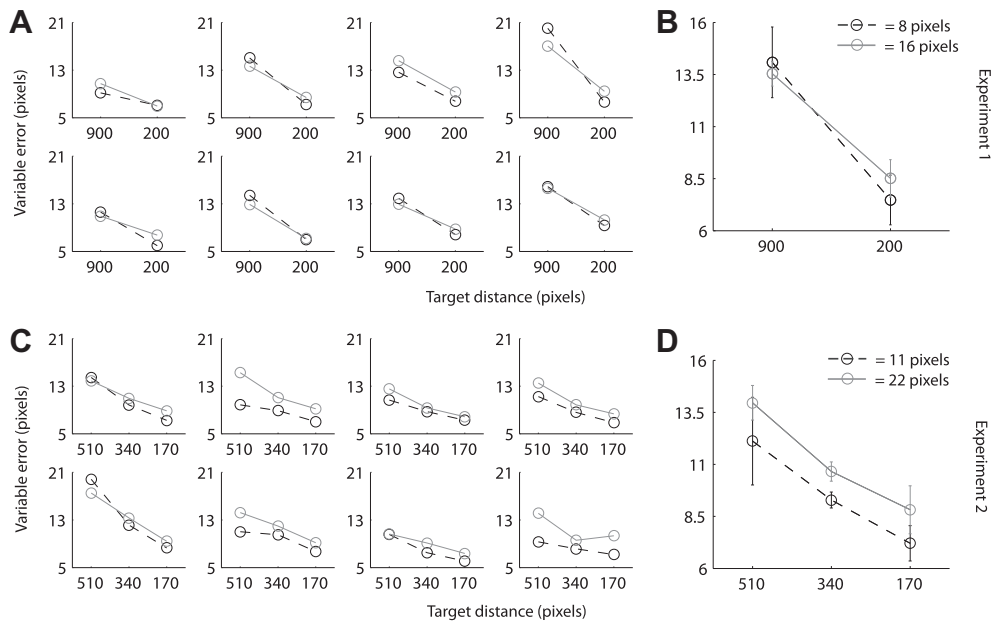 A
21
13
5
900 200
21
13
5
900 200
21
13
5
900 200
21
13
5
900 200
21
13
5
900 200
21
13
5
900 200
21
13
5
900 200
21
13
5
900 200
Variable error (pixels)
Target distance (pixels)
B
16
13.5
11
8.5
6
900 200
= 8 pixels
= 16 pixels
Experiment 1
C
21
13
5
510 340 170
21
13
5
510 340 170
21
13
5
510 340 170
21
13
5
510 340 170
21
13
5
510 340 170
21
13
5
510 340 170
21
13
5
510 340 170
21
13
5
510 340 170
Variable error (pixels)
Target distance (pixels)
D
16
13.5
11
8.5
6
510 340 170
= 11 pixels
= 22 pixels
Experiment 2